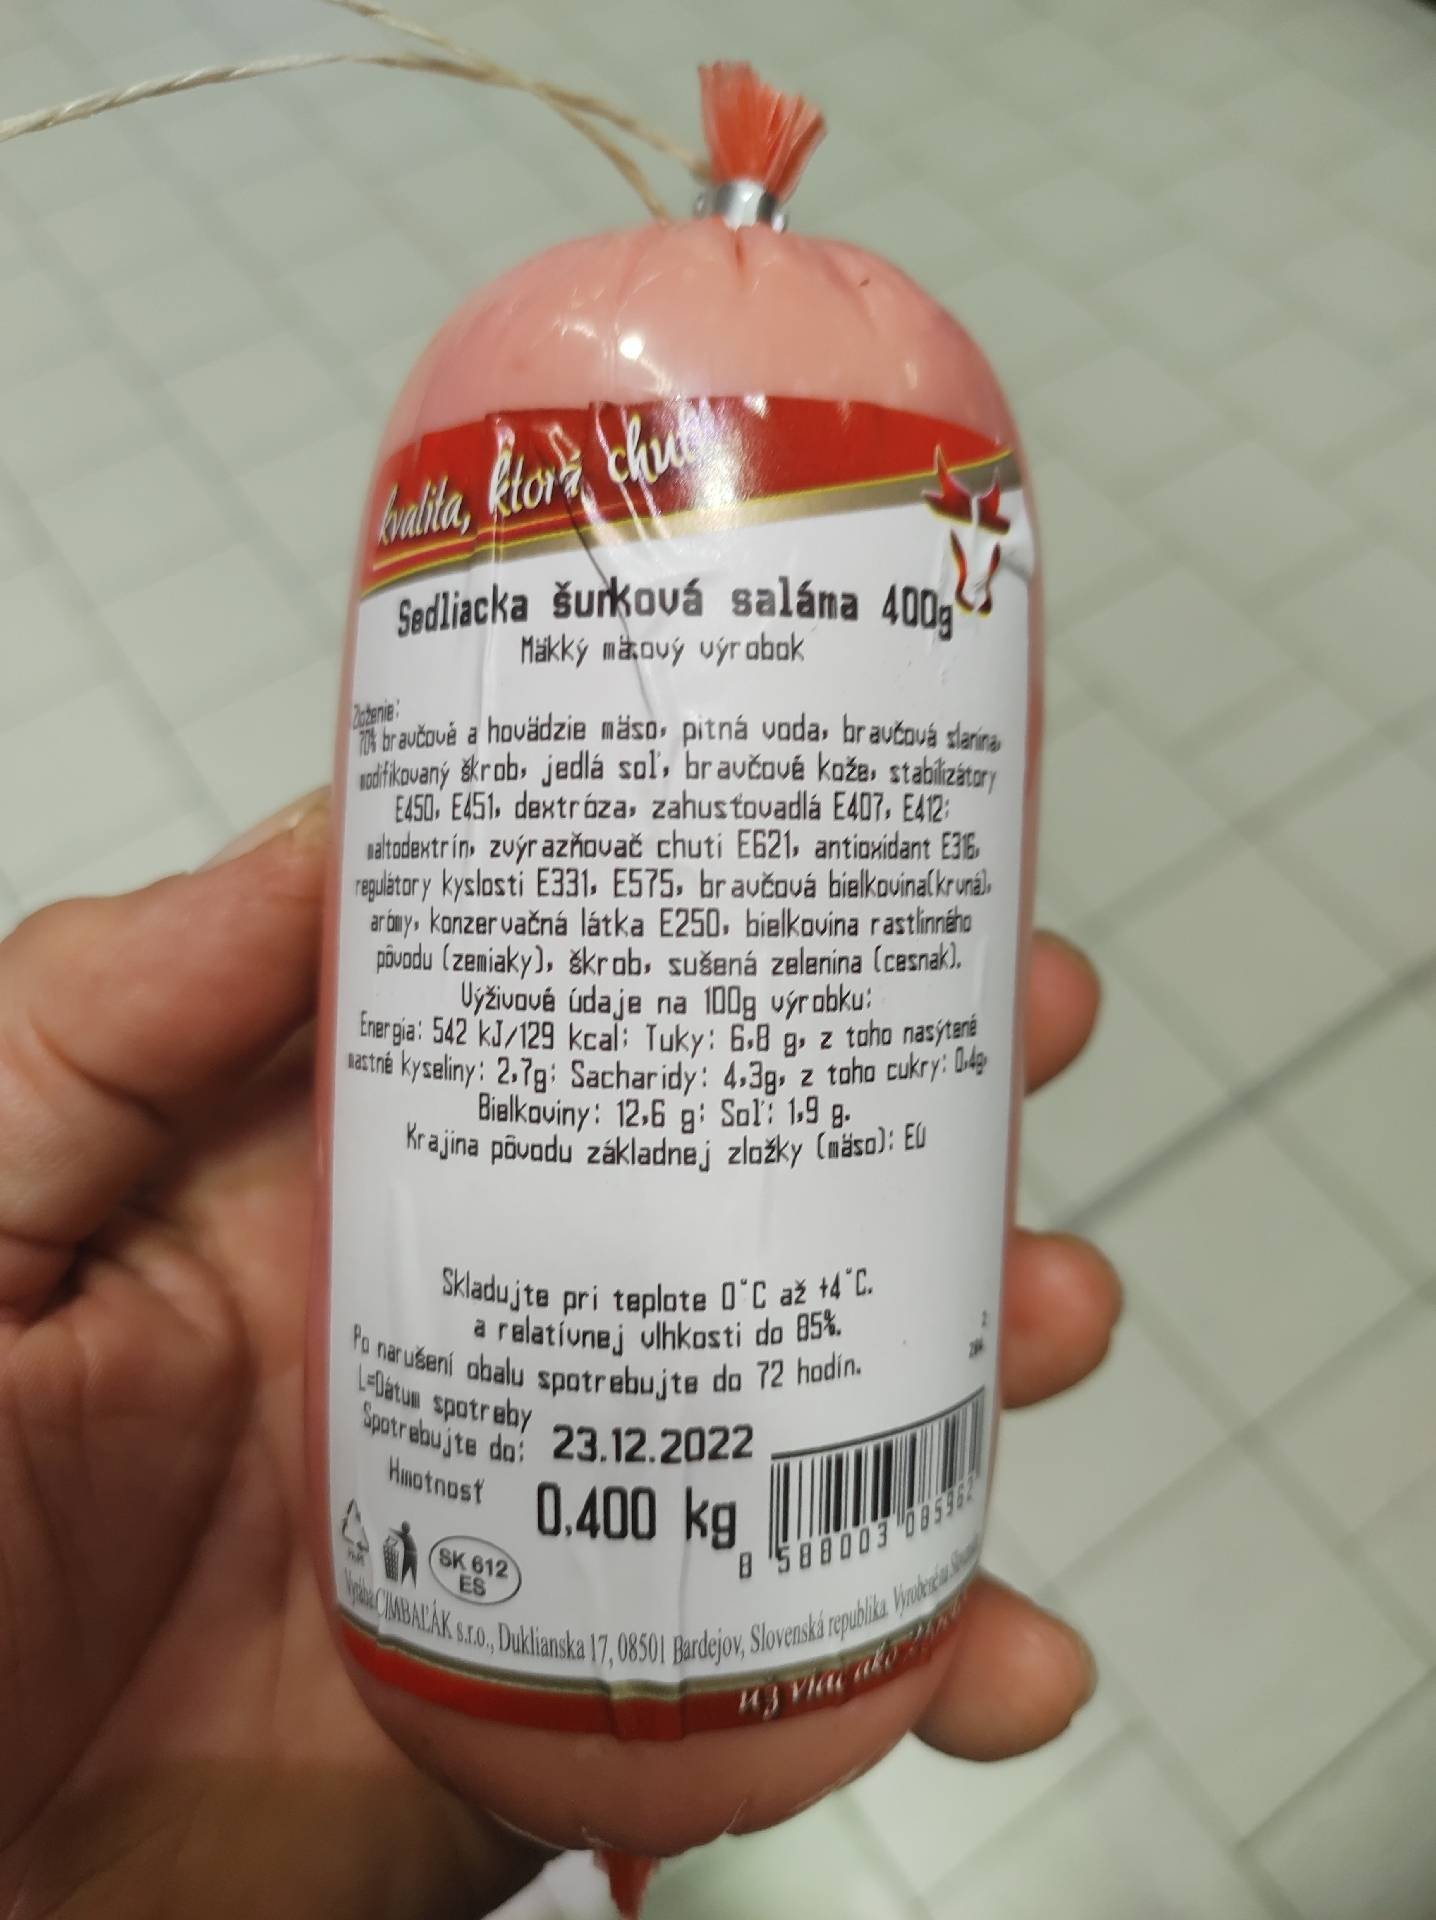 kvalita, ktorá chutí
Sedliacka šunková saláma 400g
Mäkký mäsový výrobok
Zloženie:
70% bravčové a hovädzie mäso, pitná voda, bravčová slanina,
modifikovaný škrob, jedlá soľ, bravčové kože, stabilizátory
E450, E451, dextróza, zahusťovadlá E407, E412;
maltodextrín, zvýrazňovač chuti E621, antioxidant E316,
regulátory kyslosti E331, E575, bravčová bielkovina(krvná),
arómy, konzervačná látka E250, bielkovina rastlinného
pôvodu (zemiaky), škrob, sušená zelenina (cesnak).
Výživové údaje na 100g výrobku:
Energia: 542 kJ/129 kcal; Tuky: 6,8 g, z toho nasýtené
mastné kyseliny: 2,7g; Sacharidy: 4,3g, z toho cukry: 0,4g,
Bielkoviny: 12,6 g; Soľ: 1,9 g.
Krajina pôvodu základnej zložky (mäso): EÚ
Skladujte pri teplote 0°C až +4°C.
a relatívnej vlhkosti do 85%.
Po narušení obalu spotrebujte do 72 hodín.
L=Dátum spotreby
Spotrebujte do: 23.12.2022
Hmotnosť 0,400 kg
8 588003 085962
SK 612
ES
Vyrába CIMBAĽÁK s.r.o., Duklianska 17, 08501 Bardejov, Slovenská republika. Vyrobené na
už viac ako